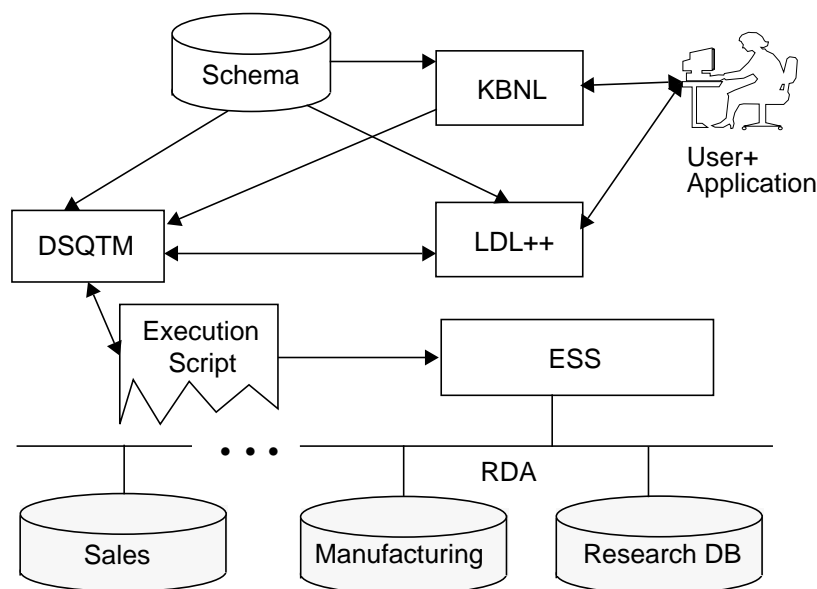 Schema
KBNL
User+
Application
DSQTM
LDL++
Execution
Script
ESS
RDA
Sales
Manufacturing
Research DB